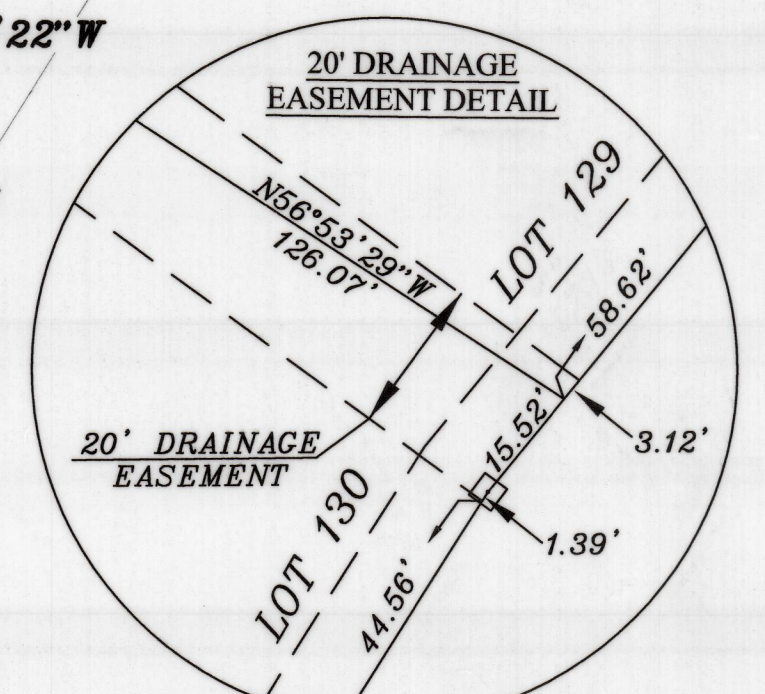 ' 22" W
20' DRAINAGE
EASEMENT DETAIL
N56°53'29"W
126.07'
LOT 129
58.62'
15.52'
3.12'
20' DRAINAGE
EASEMENT
LOT 130
1.39'
44.56'